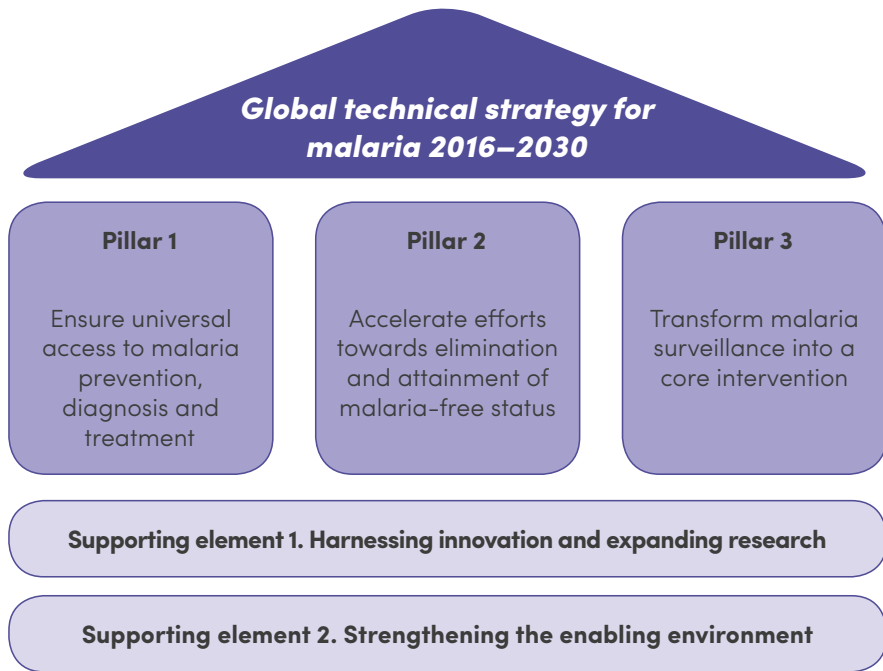 Global technical strategy for
malaria 2016–2030
Pillar 1
Ensure universal
access to malaria
prevention,
diagnosis and
treatment
Pillar 2
Accelerate efforts
towards elimination
and attainment of
malaria-free status
Pillar 3
Transform malaria
surveillance into a
core intervention
Supporting element 1. Harnessing innovation and expanding research
Supporting element 2. Strengthening the enabling environment